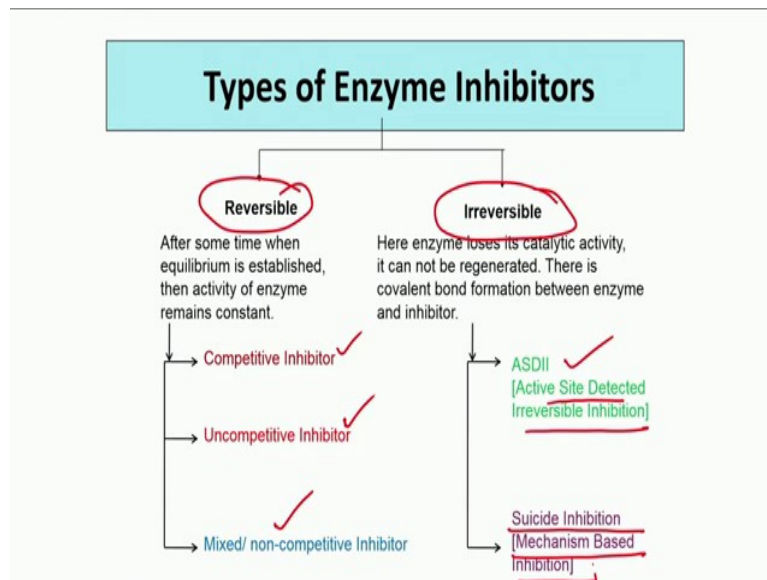 Types of Enzyme Inhibitors
Reversible
After some time when
equilibrium is established,
then activity of enzyme
remains constant.
Competitive Inhibitor
Uncompetitive Inhibitor
Mixed/ non-competitive Inhibitor
Irreversible
Here enzyme loses its catalytic activity,
it can not be regenerated. There is
covalent bond formation between enzyme
and inhibitor.
ASDII
[Active Site Detected
Irreversible Inhibition]
Suicide Inhibition
[Mechanism Based
Inhibition]